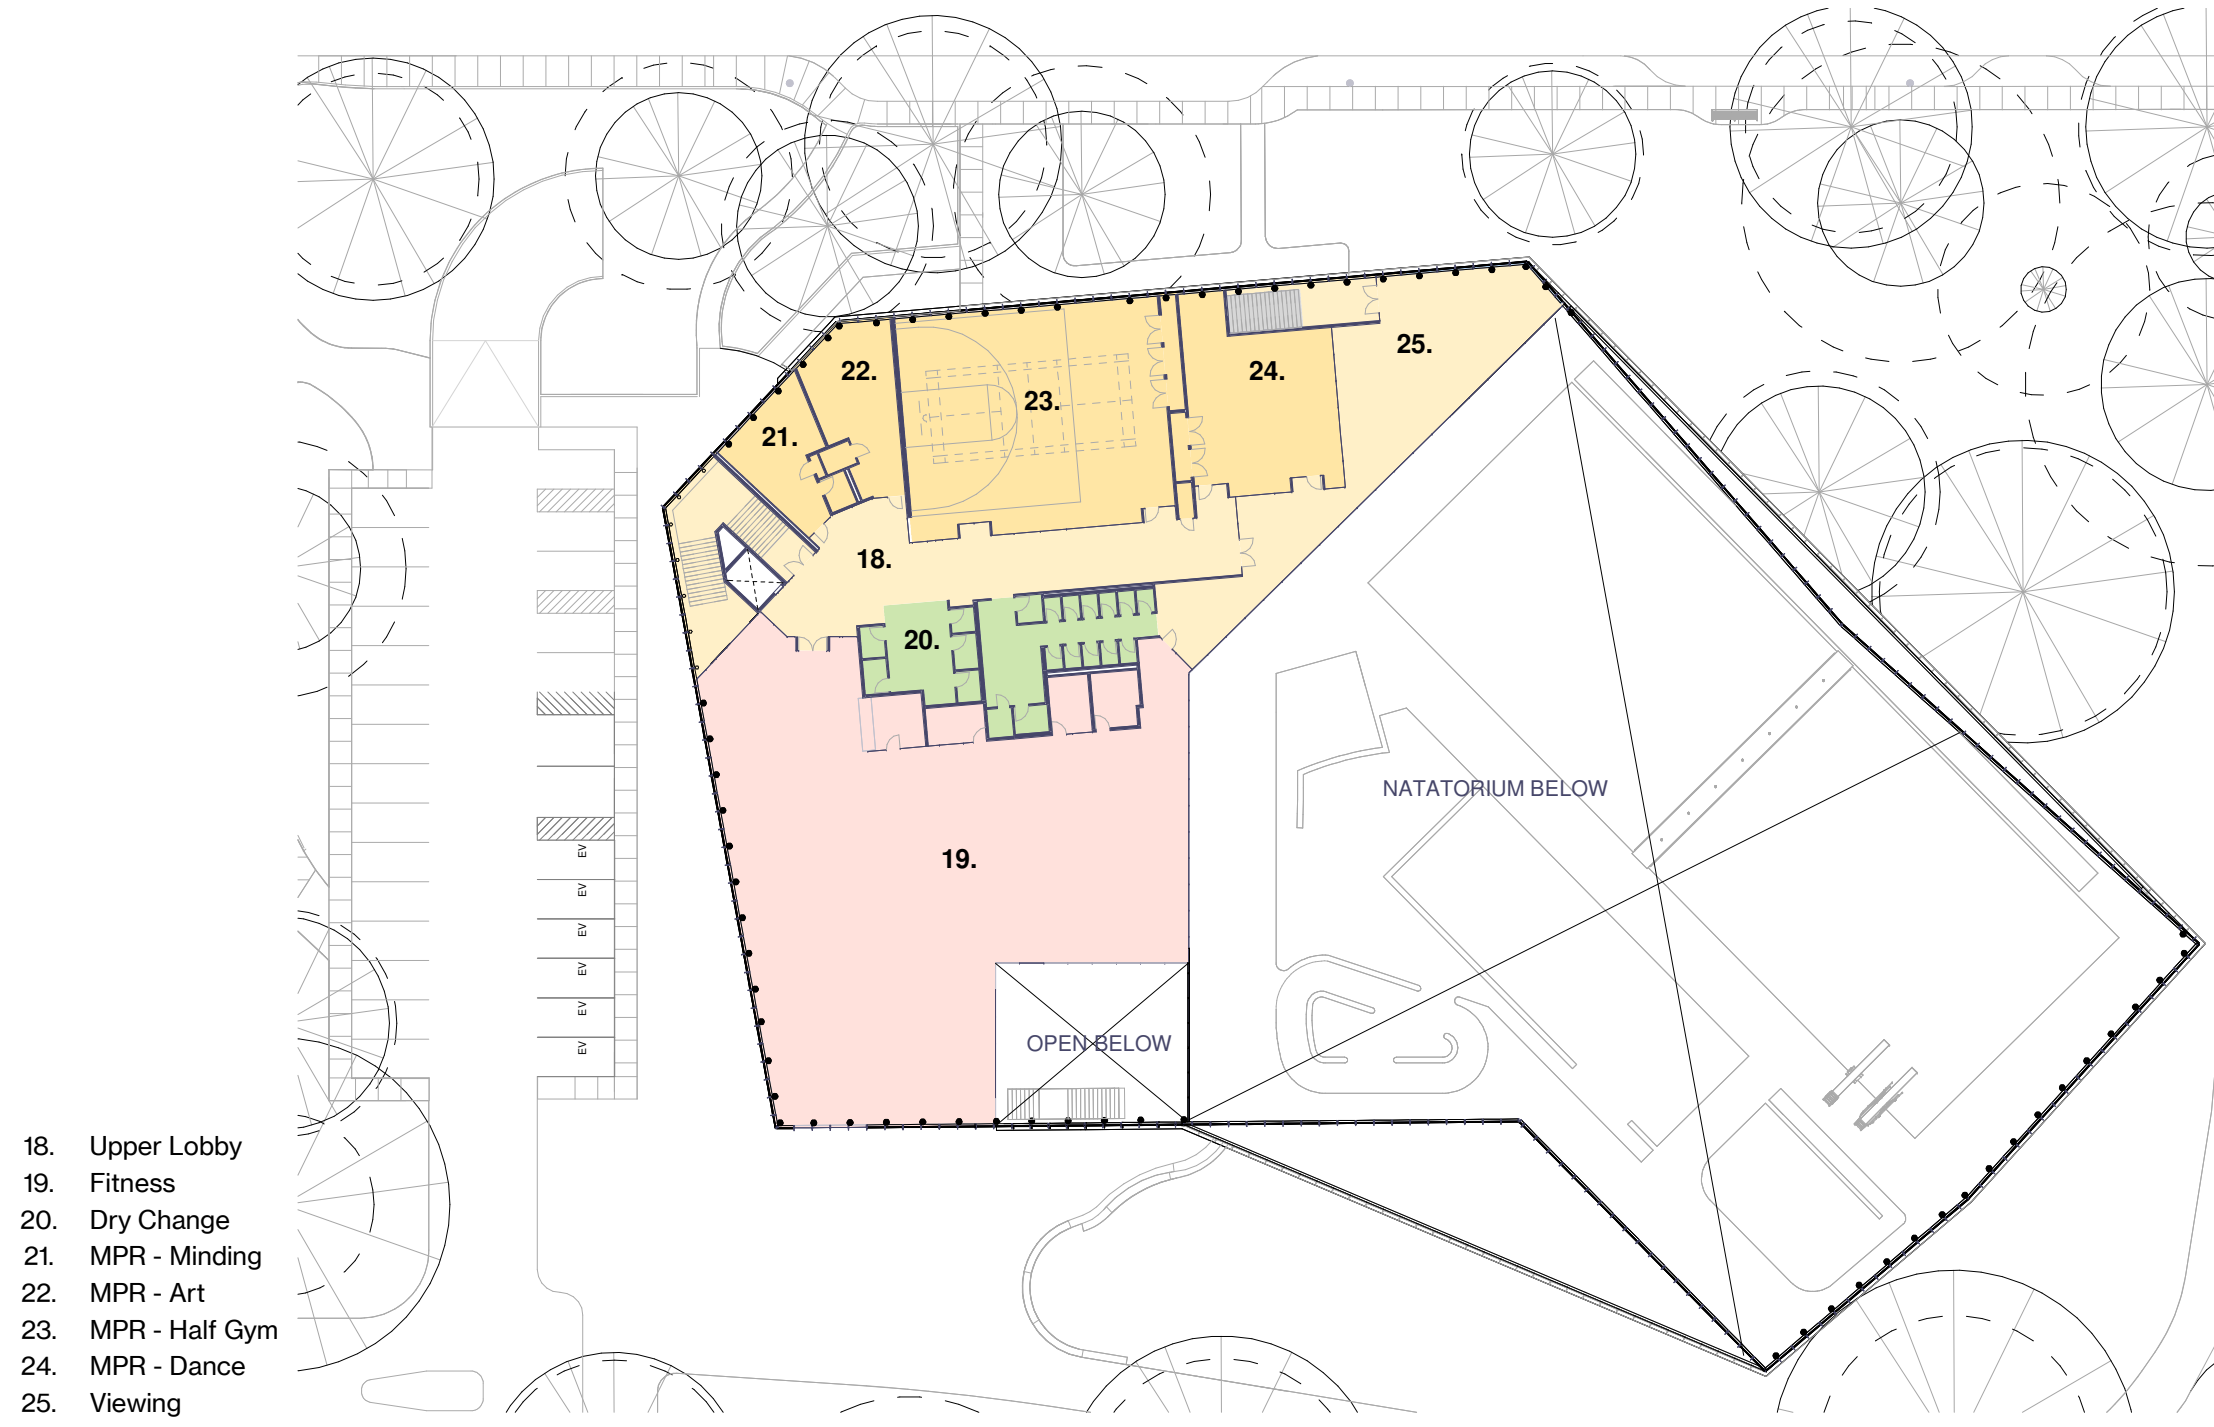 22.
23.
24.
25.
21.
18.
20.
NATATORIUM BELOW
19.
EV
EV
EV
EV
EV
EV
OPEN BELOW
18. Upper Lobby
19. Fitness
20. Dry Change
21. MPR - Minding
22. MPR - Art
23. MPR - Half Gym
24. MPR - Dance
25. Viewing